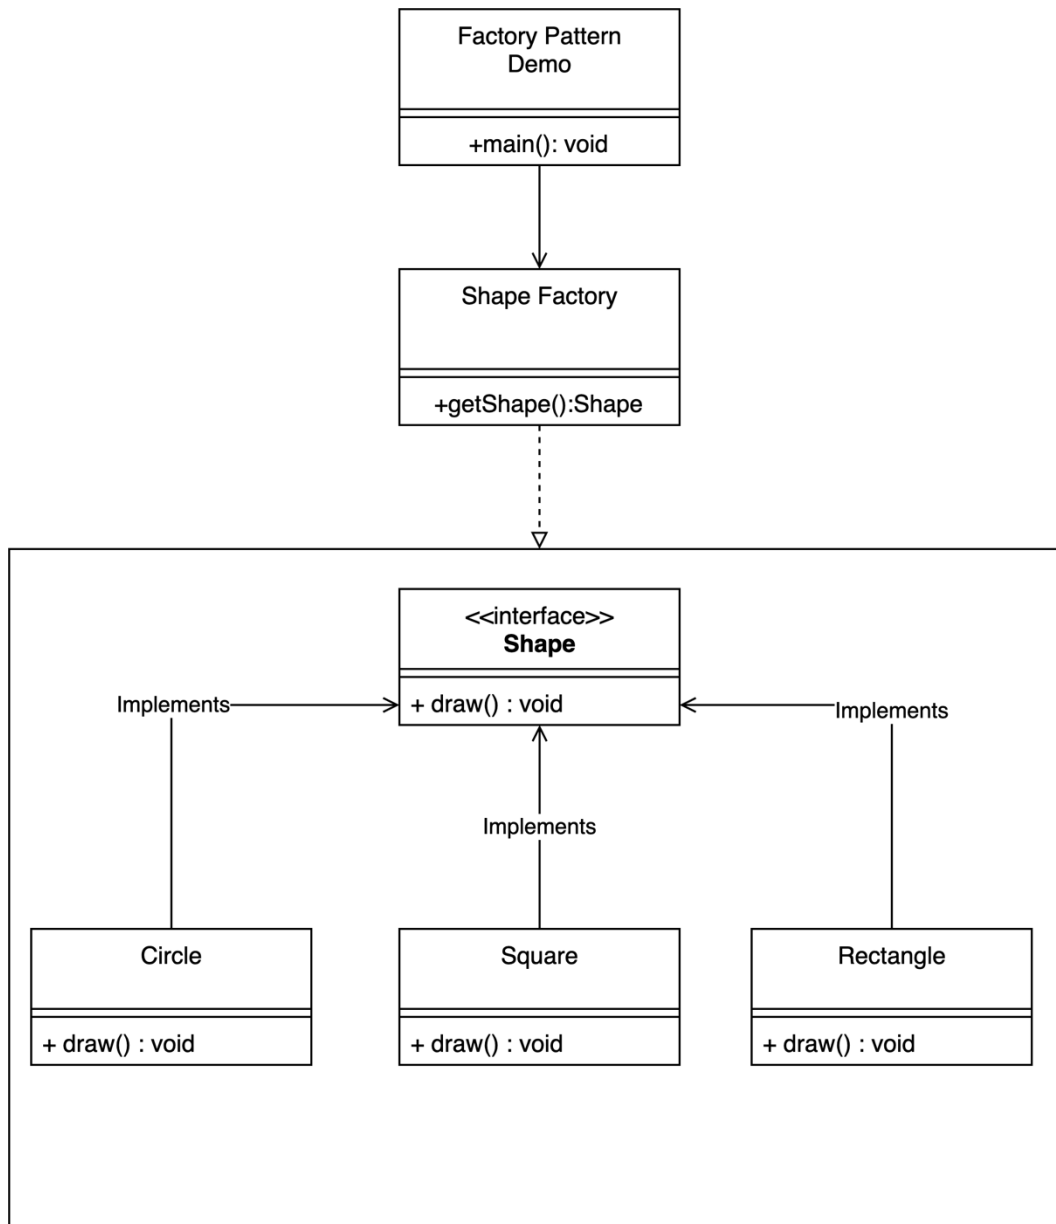 Factory Pattern
Demo
+main(): void
Shape Factory
+getShape():Shape
<<interface>>
Shape
+ draw() : void
Implements
Implements
Implements
Circle
Square
Rectangle
+ draw() : void
+ draw() : void
+ draw() : void